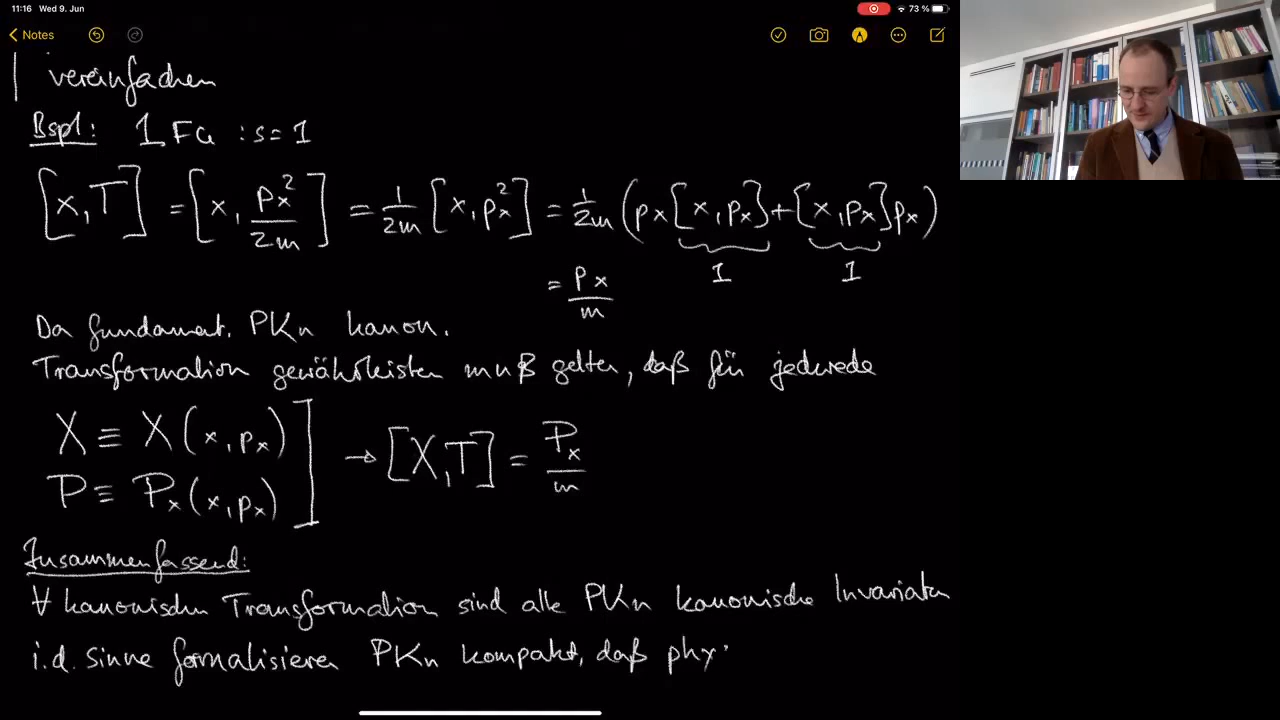 11:16 Wed 9. Jun 73 %
Notes
vereinfachen
Bspl: 1 FG : s=1
[x,T] = [x, px²/2m] = 1/2m [x,px²] = 1/2m (px[x,px]+[x,px]px)
1 1
= px/m
Da fundament. PKn kanon.
Transformation gewährleisten muß gelten, daß für jedwede
X ≡ X(x,px)
P ≡ Px(x,px) ] → [X,T] = Px/m
Zusammenfassend:
∀ kanonischen Transformation sind alle PKn kanonische Invarianten
i.d. Sinne formalisieren PKn kompakt, daß phy